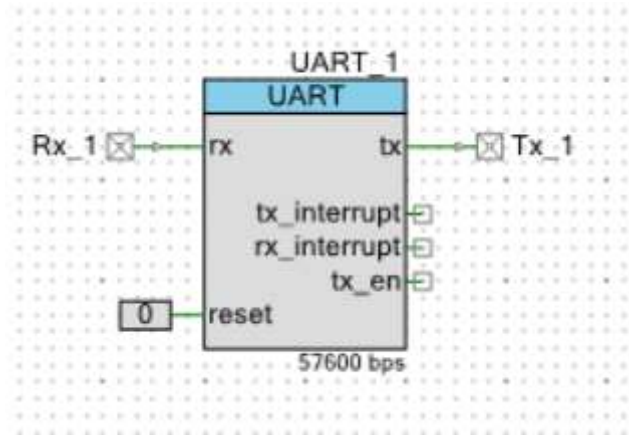 UART_1
UART
Rx_1 rx tx Tx_1
tx_interrupt
rx_interrupt
tx_en
0 reset
57600 bps